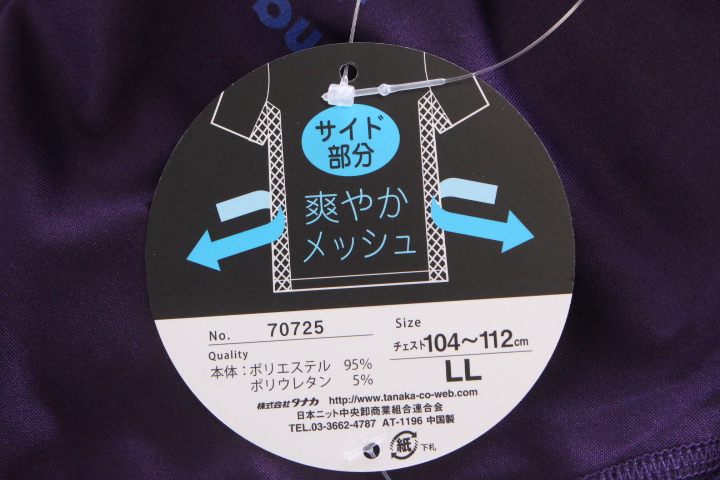 サイド
部分
爽やか
メッシュ
No. 70725
Size
チェスト104～112cm
LL
Quality
本体：ポリエステル 95%
ポリウレタン 5%
株式会社タナカ http://www.tanaka-co-web.com
日本ニット中央卸商業組合連合会
TEL.03-3662-4787 AT-1196 中国製
紙 下札